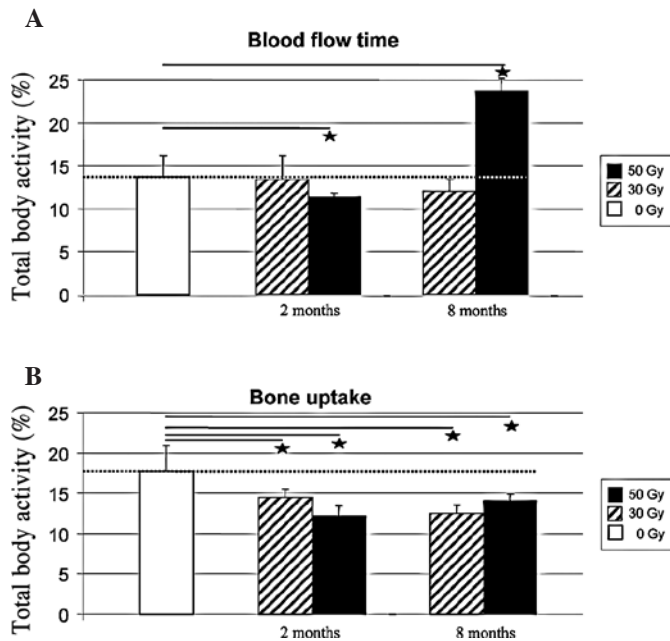 A
Blood flow time
Total body activity (%)
25
20
15
10
5
0
2 months
8 months
50 Gy
30 Gy
0 Gy
B
Bone uptake
Total body activity (%)
25
20
15
10
5
0
2 months
8 months
50 Gy
30 Gy
0 Gy